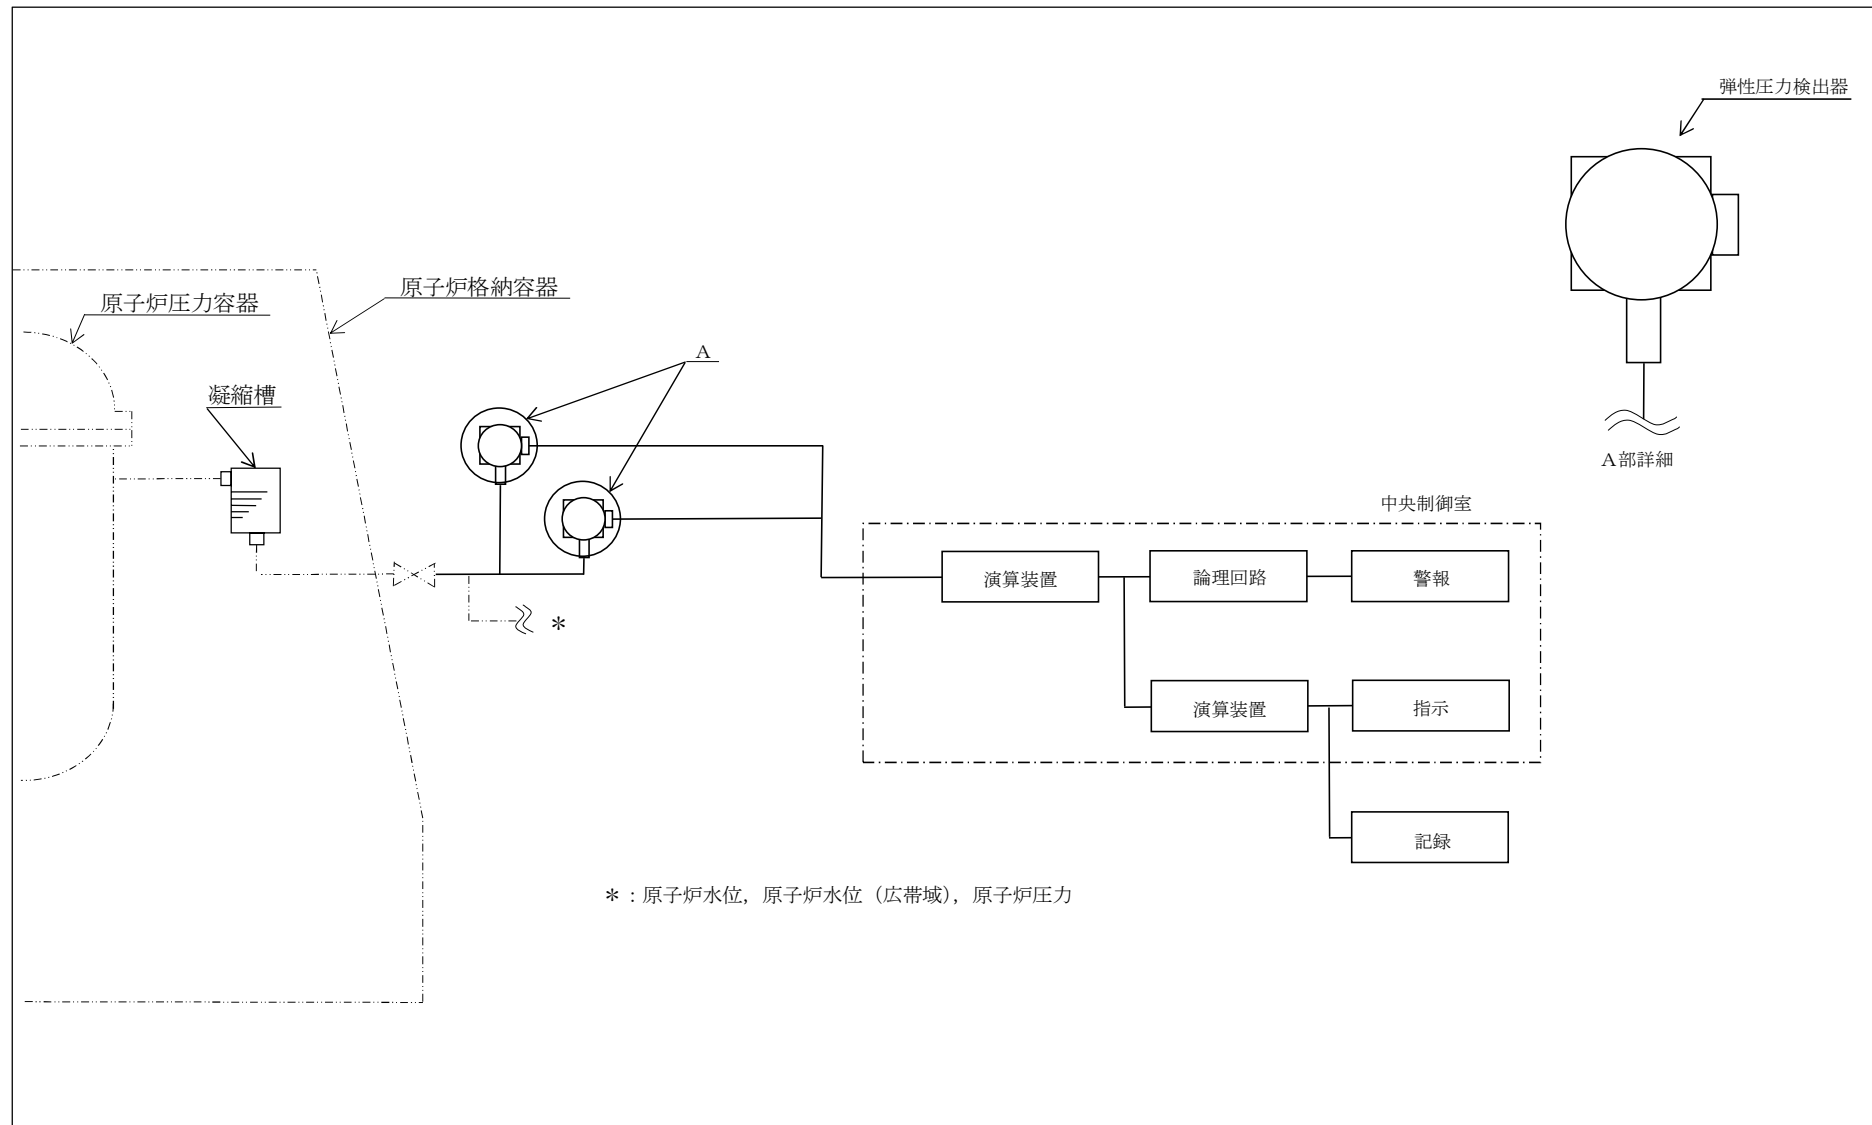 弾性圧力検出器
原子炉格納容器
原子炉圧力容器
A
凝縮槽
A部詳細
中央制御室
演算装置
論理回路
警報
*
演算装置
指示
記録
*：原子炉水位，原子炉水位（広帯域），原子炉圧力